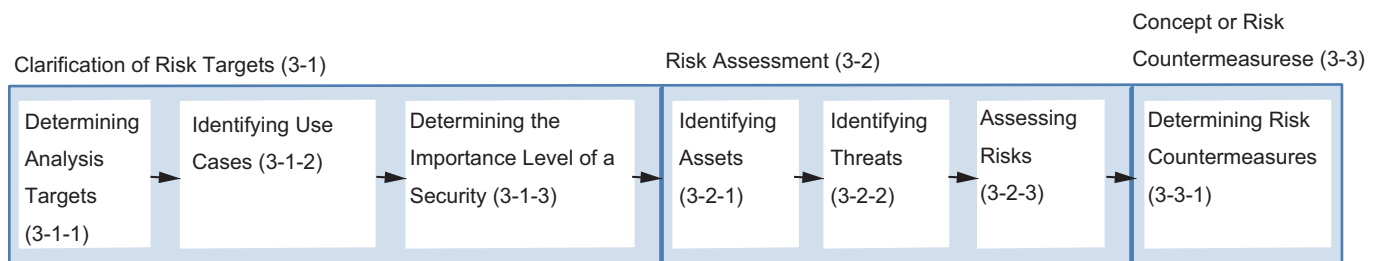 Clarification of Risk Targets (3-1)
Risk Assessment (3-2)
Concept or Risk
Countermeasurese (3-3)
Determining
Analysis
Targets
(3-1-1)
Identifying Use
Cases (3-1-2)
Determining the
Importance Level of a
Security (3-1-3)
Identifying
Assets
(3-2-1)
Identifying
Threats
(3-2-2)
Assessing
Risks
(3-2-3)
Determining Risk
Countermeasures
(3-3-1)